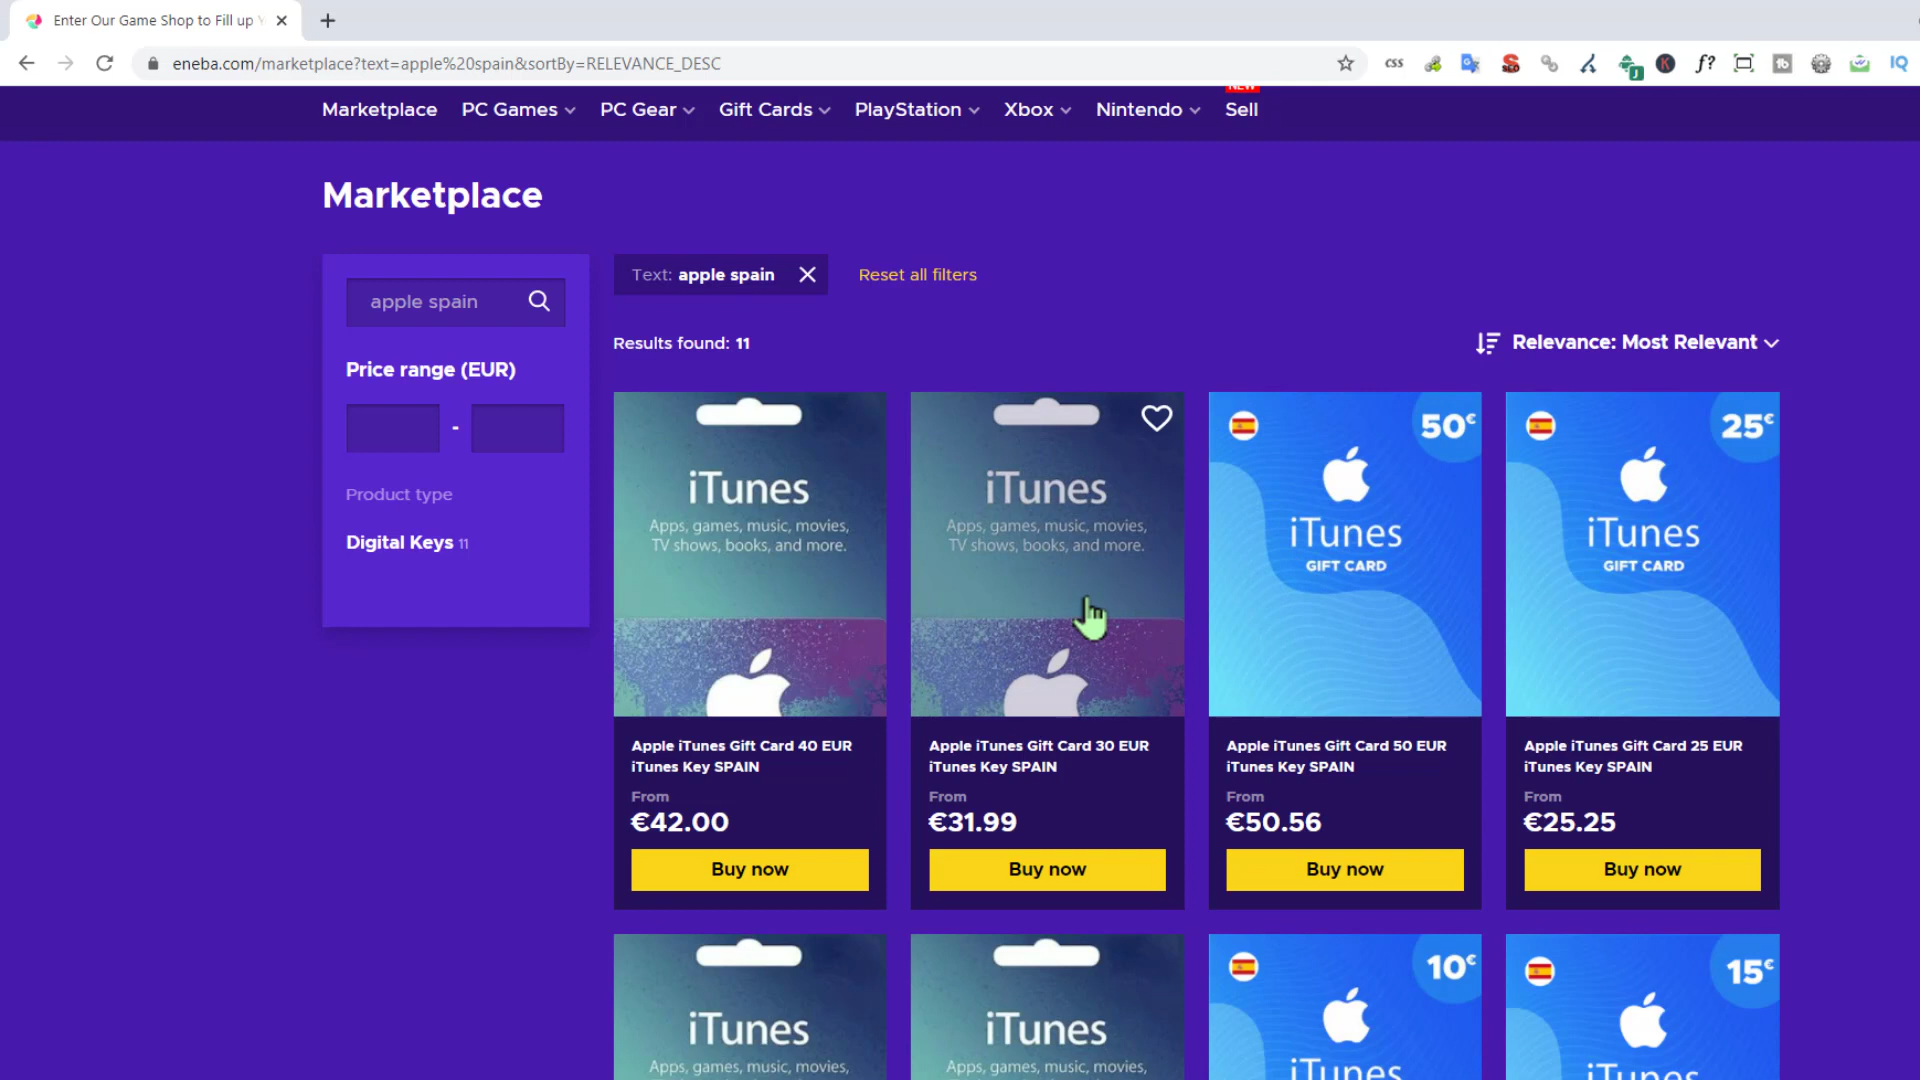 Enter Our Game Shop to Fill up
eneba.com/marketplace?text=apple%20spain&sortBy=RELEVANCE_DESC
css
SEO
J
K
f?
tb
IQ
NEW
Marketplace PC Games PC Gear Gift Cards PlayStation Xbox Nintendo Sell
Marketplace
apple spain
Price range (EUR)
-
Product type
Digital Keys 11
Text: apple spain
Reset all filters
Results found: 11
Relevance: Most Relevant
iTunes
Apps, games, music, movies,
TV shows, books, and more.
Apple iTunes Gift Card 40 EUR
iTunes Key SPAIN
From
€42.00
Buy now
iTunes
Apps, games, music, movies,
TV shows, books, and more.
Apple iTunes Gift Card 30 EUR
iTunes Key SPAIN
From
€31.99
Buy now
50€
iTunes
GIFT CARD
Apple iTunes Gift Card 50 EUR
iTunes Key SPAIN
From
€50.56
Buy now
25€
iTunes
GIFT CARD
Apple iTunes Gift Card 25 EUR
iTunes Key SPAIN
From
€25.25
Buy now
iTunes
Apps, games, music, movies,
iTunes
Apps, games, music, movies,
10€
iTunes
15€
iTunes